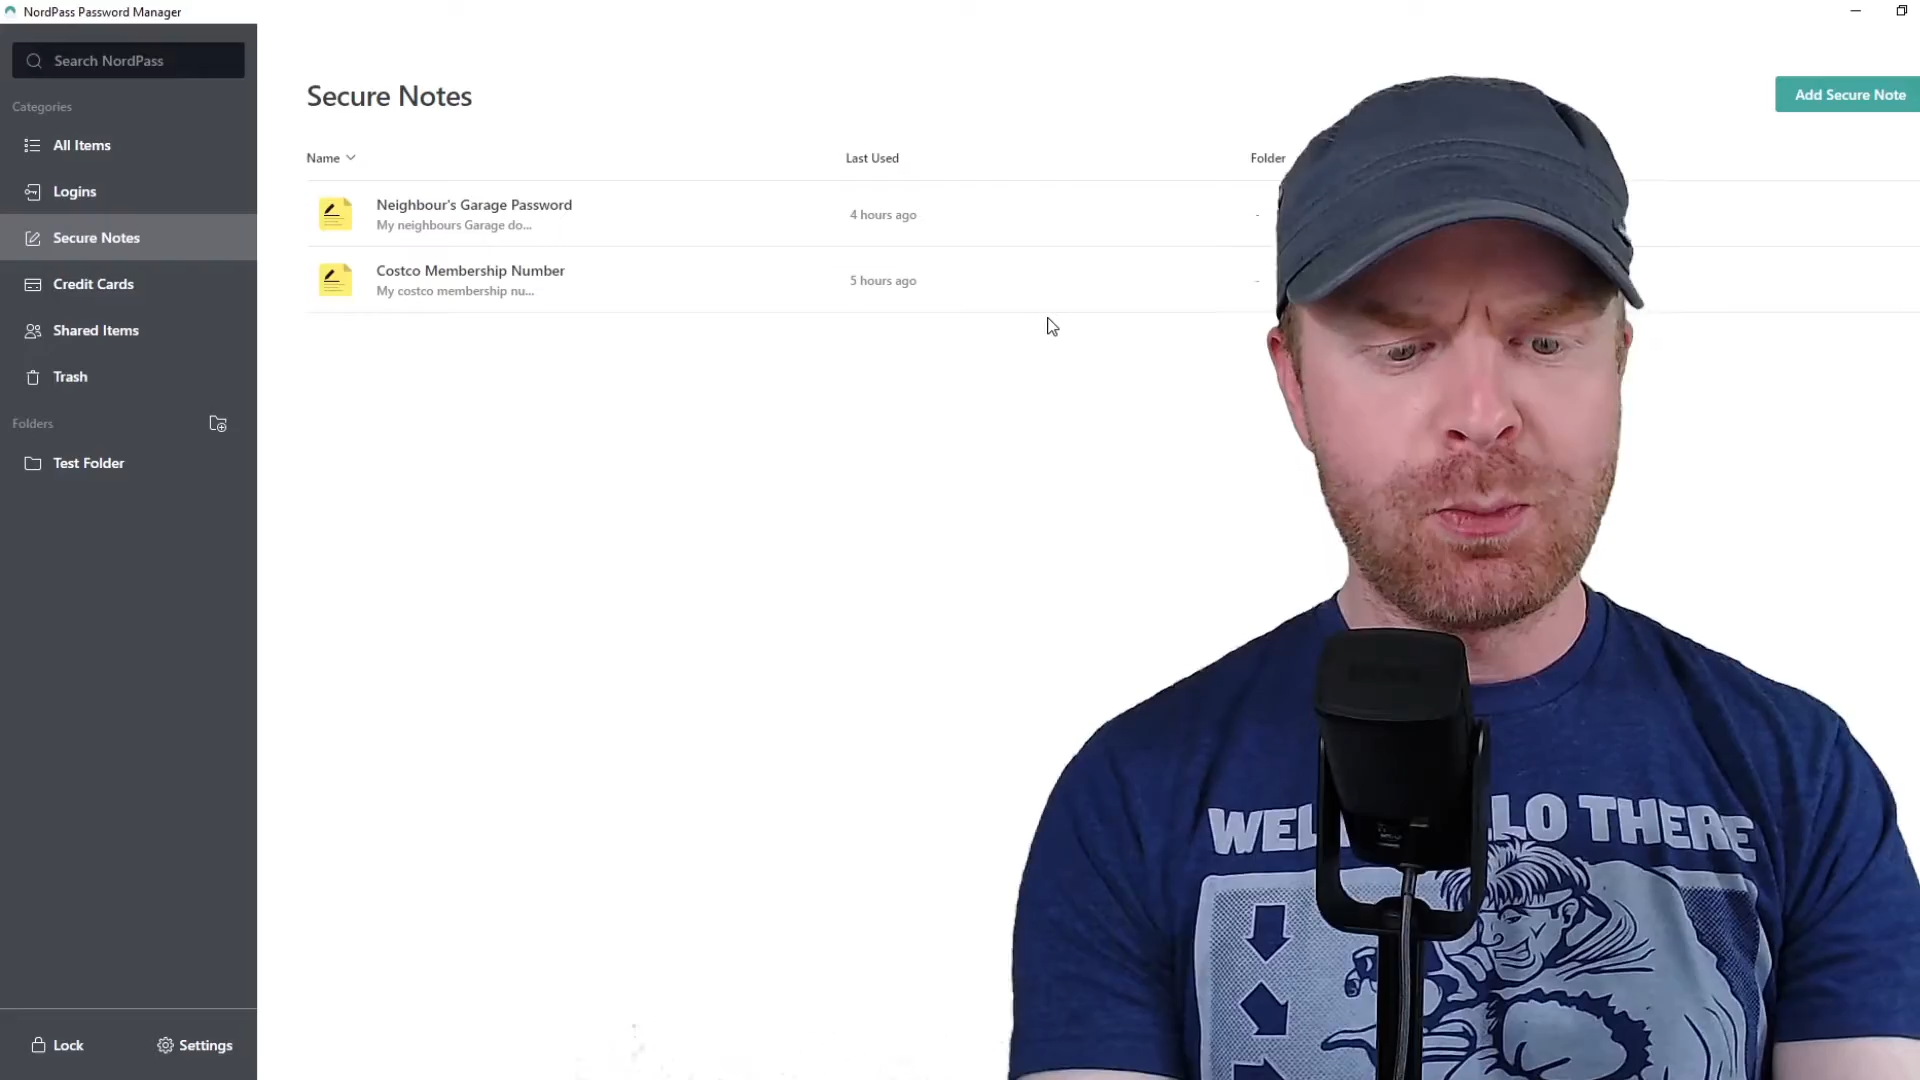 NordPass Password Manager
Search NordPass
Categories
All Items
Logins
Secure Notes
Credit Cards
Shared Items
Trash
Folders
Test Folder
Lock
Settings
Secure Notes
Add Secure Note
Name
Last Used
Folder
Neighbour's Garage Password
My neighbours Garage do...
4 hours ago
-
Costco Membership Number
My costco membership nu...
5 hours ago
-
THERE